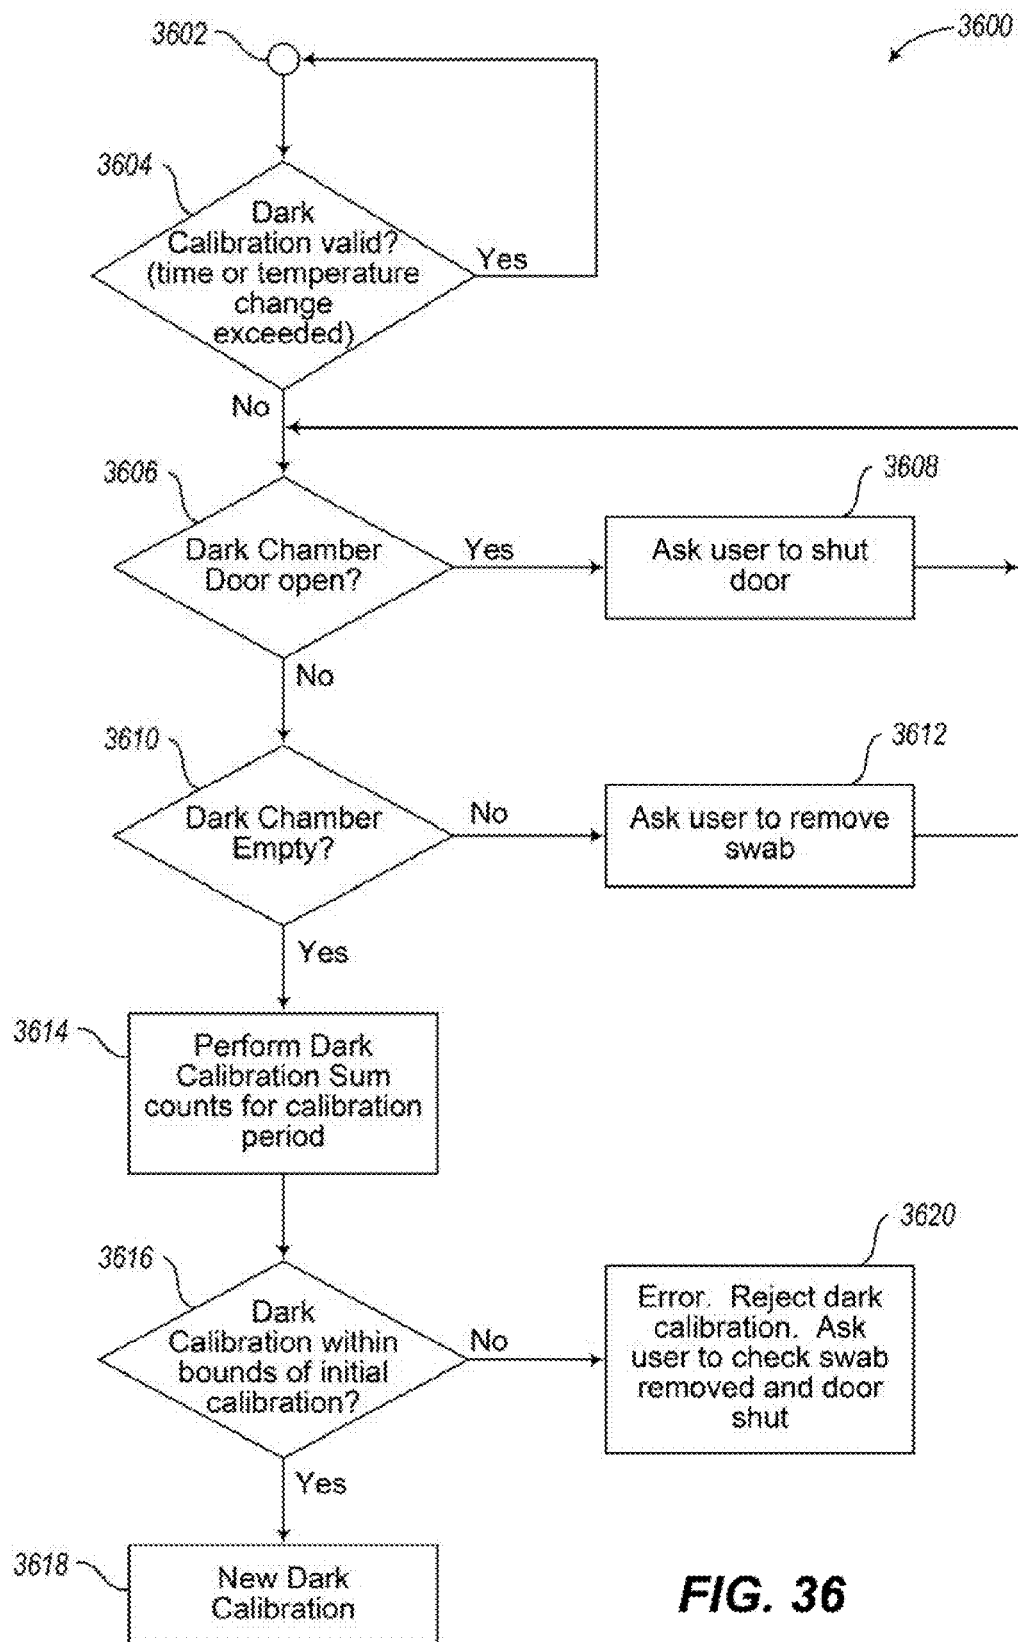 3602
3600
3604
Dark
Calibration valid?
(time or temperature
change
exceeded)
Yes
No
3606
Dark Chamber
Door open?
Yes
3608
Ask user to shut
door
No
3610
Dark Chamber
Empty?
No
3612
Ask user to remove
swab
Yes
3614
Perform Dark
Calibration Sum
counts for calibration
period
3616
Dark
Calibration within
bounds of initial
calibration?
No
3620
Error. Reject dark
calibration. Ask
user to check swab
removed and door
shut
Yes
3618
New Dark
Calibration
FIG. 36